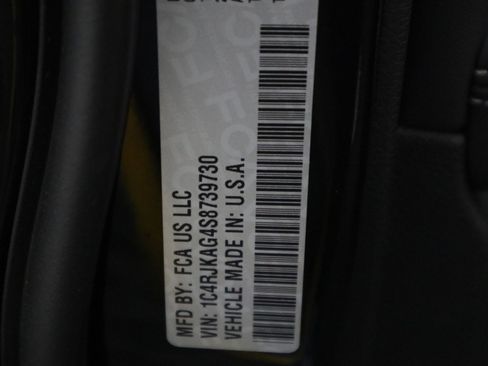 MFD BY: FCA US LLC
VIN: 1C4RJKAG4S8739730
VEHICLE MADE IN: U.S.A.